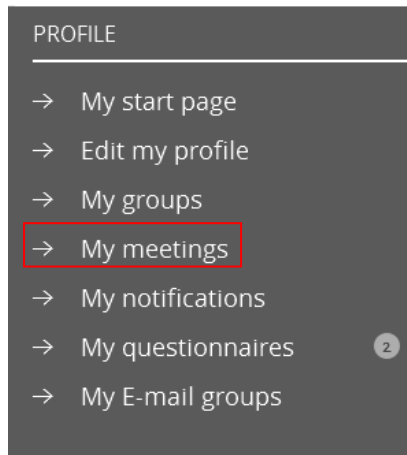 PROFILE
→ My start page
→ Edit my profile
→ My groups
→ My meetings
→ My notifications
→ My questionnaires 2
→ My E-mail groups